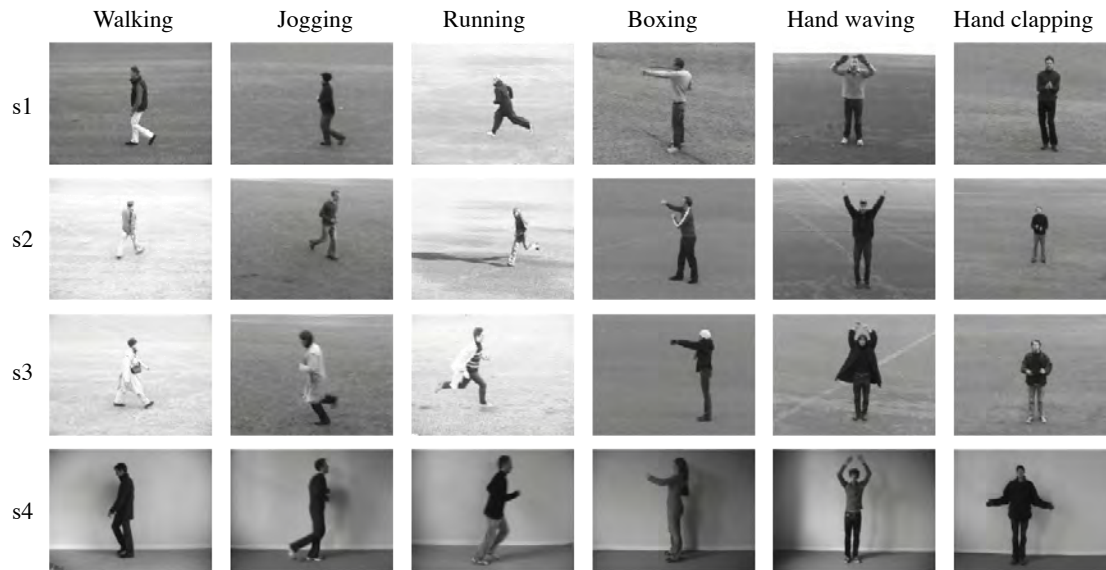 Walking Jogging Running Boxing Hand waving Hand clapping
s1
s2
s3
s4